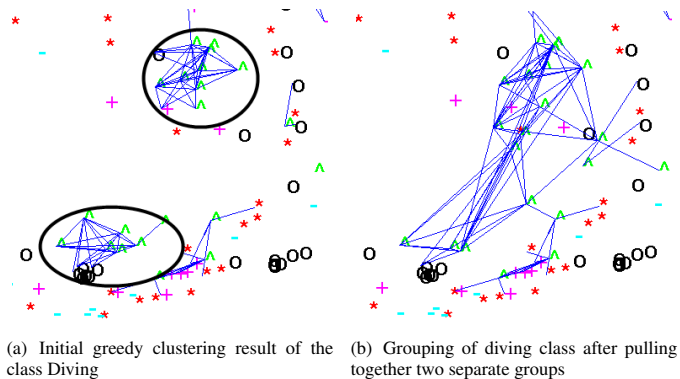 (a) Initial greedy clustering result of the
class Diving
(b) Grouping of diving class after pulling
together two separate groups